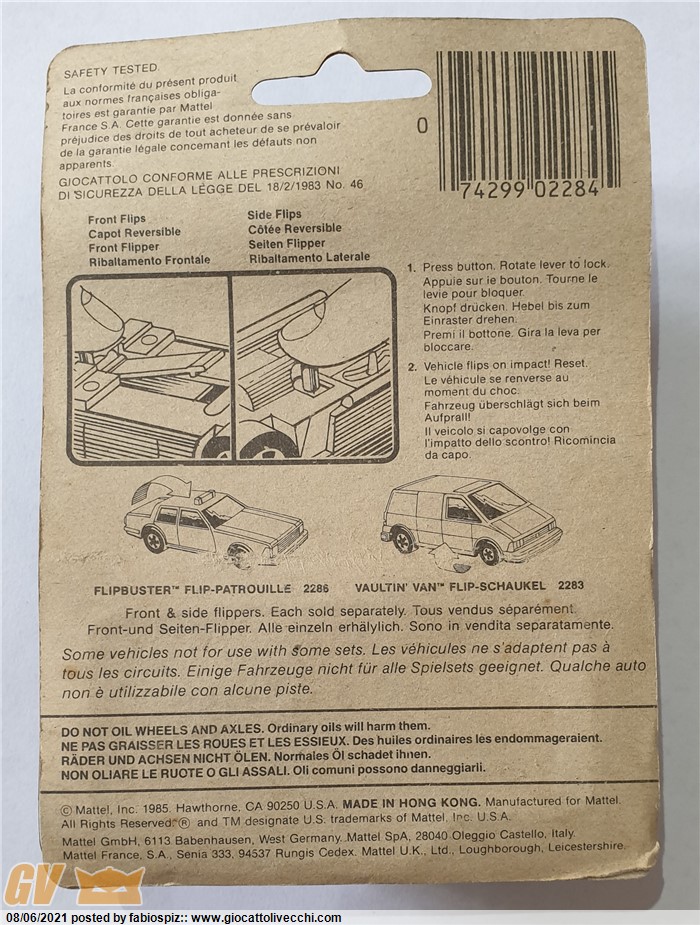 SAFETY TESTED.
La conformité du présent produit
aux normes françaises obliga-
toires est garantie par Mattel
France S.A. Cette garantie est donnée sans
préjudice des droits de tout acheteur de se prévaloir
de la garantie légale concernant les défauts non
apparents.
GIOCATTOLO CONFORME ALLE PRESCRIZIONI
DI SICUREZZA DELLA LEGGE DEL 18/2/1983 No. 46
0
74299 02284
Front Flips
Capot Reversible
Front Flipper
Ribaltamento Frontale
Side Flips
Côtée Reversible
Seiten Flipper
Ribaltamento Laterale
1. Press button. Rotate lever to lock.
Appuie sur le bouton. Tourne le
levie pour bloquer.
Knopf drücken. Hebel bis zum
Einraster drehen.
Premi il bottone. Gira la leva per
bloccare.
2. Vehicle flips on impact! Reset.
Le véhicule se renverse au
moment du choc.
Fahrzeug überschlägt sich beim
Aufprall!
Il veicolo si capovolge con
l'impatto dello scontro! Ricomincia
da capo.
FLIPBUSTER™ FLIP-PATROUILLE 2286
VAULTIN' VAN™ FLIP-SCHAUKEL 2283
Front & side flippers. Each sold separately. Tous vendus séparément.
Front-und Seiten-Flipper. Alle einzeln erhälylich. Sono in vendita separatamente.
Some vehicles not for use with some sets. Les véhicules ne s'adaptent pas à
tous les circuits. Einige Fahrzeuge nicht für alle Spielsets geeignet. Qualche auto
non è utilizzabile con alcune piste.
DO NOT OIL WHEELS AND AXLES. Ordinary oils will harm them.
NE PAS GRAISSER LES ROUES ET LES ESSIEUX. Des huiles ordinaires les endommageraient.
RÄDER UND ACHSEN NICHT ÖLEN. Normales Öl schadet ihnen.
NON OLIARE LE RUOTE O GLI ASSALI. Oli comuni possono danneggiarli.
© Mattel, Inc. 1985. Hawthorne, CA 90250 U.S.A. MADE IN HONG KONG. Manufactured for Mattel.
All Rights Reserved. ® and TM designate U.S. trademarks of Mattel, Inc. U.S.A.
Mattel GmbH, 6113 Babenhausen, West Germany. Mattel SpA, 28040 Oleggio Castello, Italy.
Mattel France, S.A., Senia 333, 94537 Rungis Cedex. Mattel U.K., Ltd., Loughborough, Leicestershire.
GV
08/06/2021 posted by fabiospiz:: www.giocattolivecchi.com